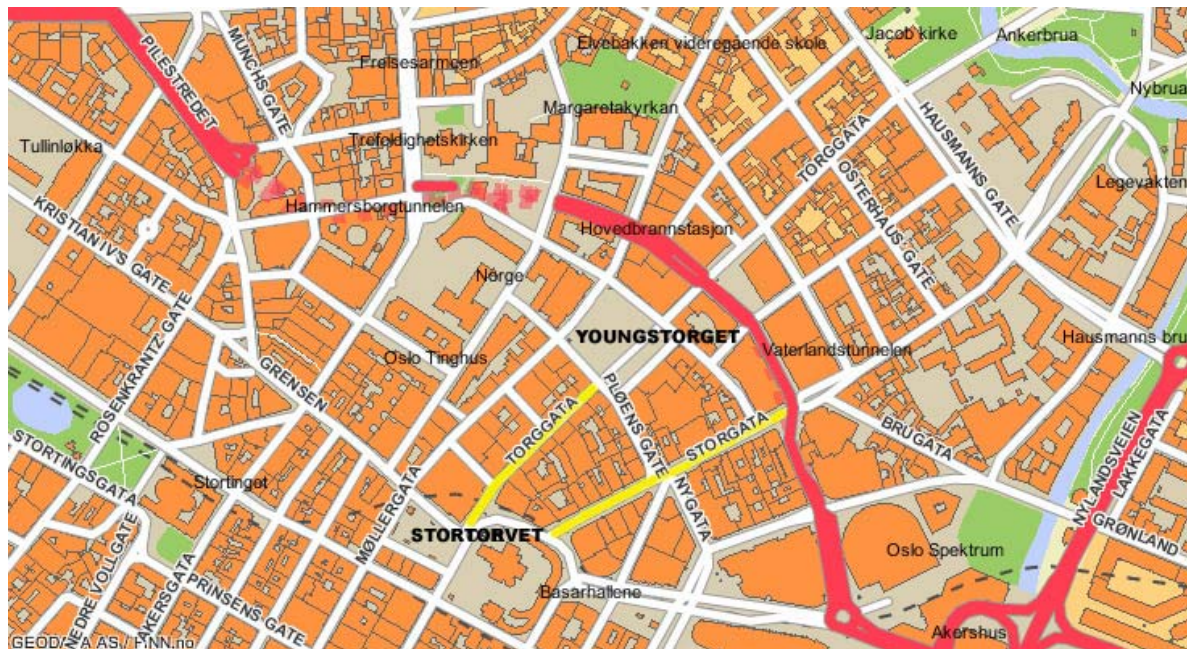 PILESTREDET
MUNCHS GATE
Frelsesarmeen
Elvebakken videregående skole
Jacob kirke
Ankerbrua
Nybrua
Margaretakyrkan
Tullinløkka
Trefoldighetskirken
TORGGATA
HAUSMANNS GATE
OSTERHAUS' GATE
Legevakten
Hammersborgtunnelen
Hovedbrannstasjon
KRISTIAN IV'S GATE
Norge
YOUNGSTORGET
Vaterlandstunnelen
Hausmanns bru
ROSENKRANTZ' GATE
GRENSEN
Oslo Tinghus
PLØENS GATE
TORGGATA
STORGATA
BRUGATA
STORTINGSGATA
Stortinget
MØLLERGATA
NYGATA
NYLANDSVEIEN
LAKKEGATA
GRØNLAND
STORTORVET
Oslo Spektrum
NEDRE VOLLGATE
AKERSGATA
PRINSENS GATE
Basarhallene
Akershus
GEODATA AS / FINN.no